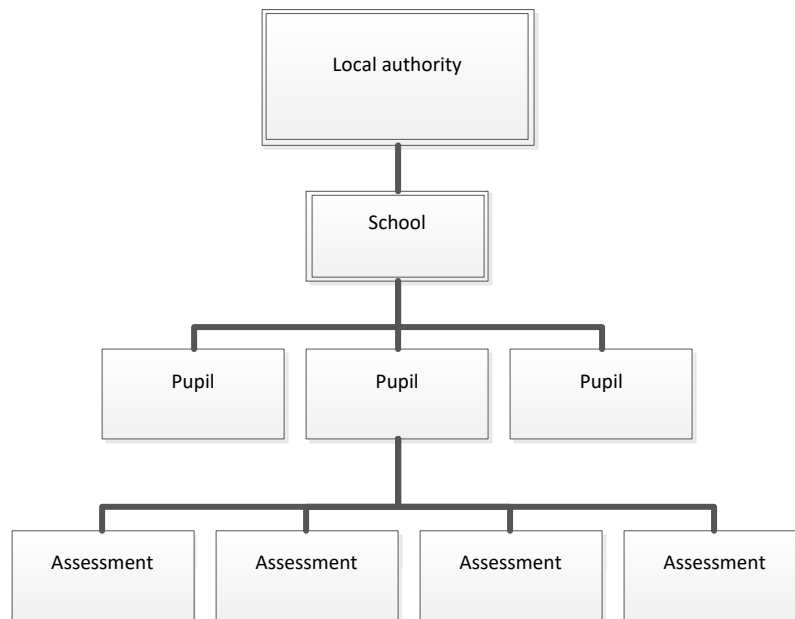 Local authority
School
Pupil
Pupil
Pupil
Assessment
Assessment
Assessment
Assessment